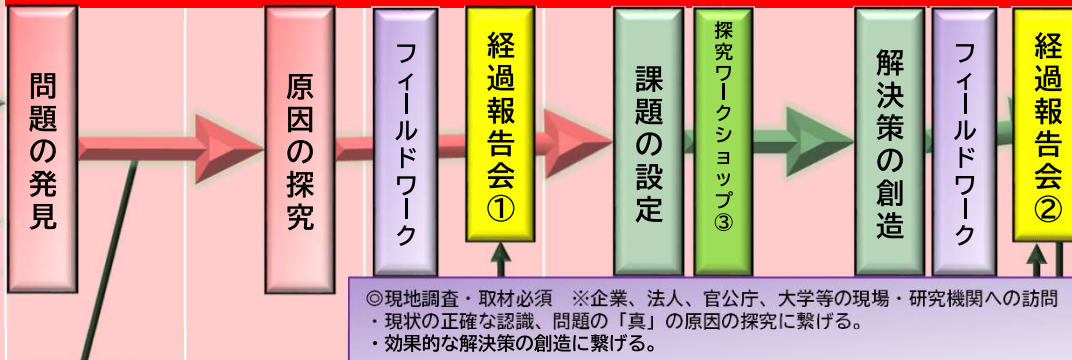 問題の発見
原因の探究
フィールドワーク
経過報告会①
課題の設定
探究ワークショップ③
解決策の創造
フィールドワーク
経過報告会②
◎現地調査・取材必須　※企業、法人、官公庁、大学等の現場・研究機関への訪問
・現状の正確な認識、問題の「真」の原因の探究に繋げる。
・効果的な解決策の創造に繋げる。